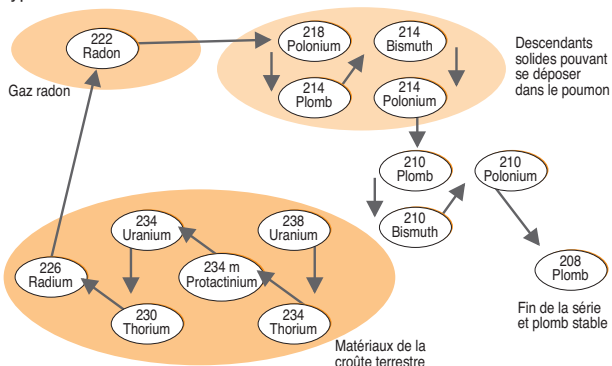 222
Radon
Gaz radon
218
Polonium
214
Bismuth
214
Plomb
214
Polonium
Descendants
solides pouvant
se déposer
dans le poumon
210
Plomb
210
Polonium
210
Bismuth
208
Plomb
Fin de la série
et plomb stable
234
Uranium
238
Uranium
226
Radium
234 m
Protactinium
230
Thorium
234
Thorium
Matériaux de la
croûte terrestre